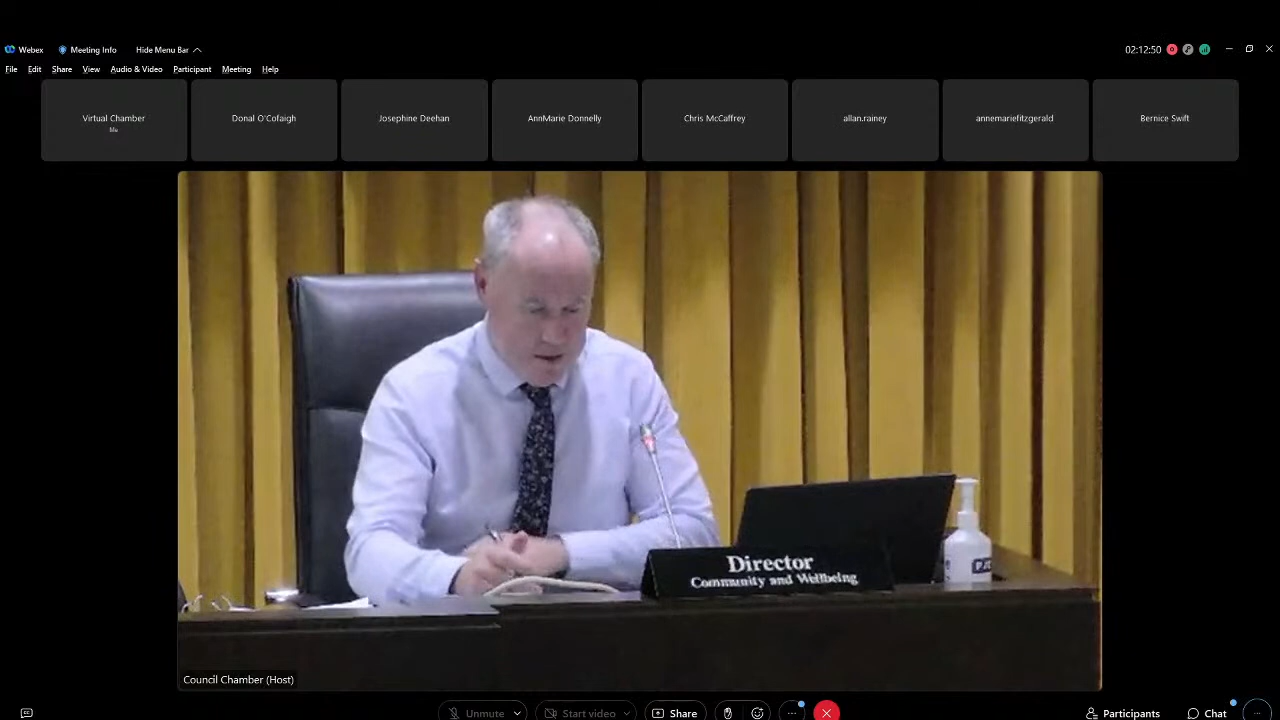 Webex Meeting Info Hide Menu Bar 02:12:50
File Edit Share View Audio & Video Participant Meeting Help
Virtual Chamber
Me
Donal O'Cofaigh
Josephine Deehan
AnnMarie Donnelly
Chris McCaffrey
allan.rainey
annemariefitzgerald
Bernice Swift
Director
Community and Wellbeing
Council Chamber (Host)
Unmute Start video Share Participants Chat